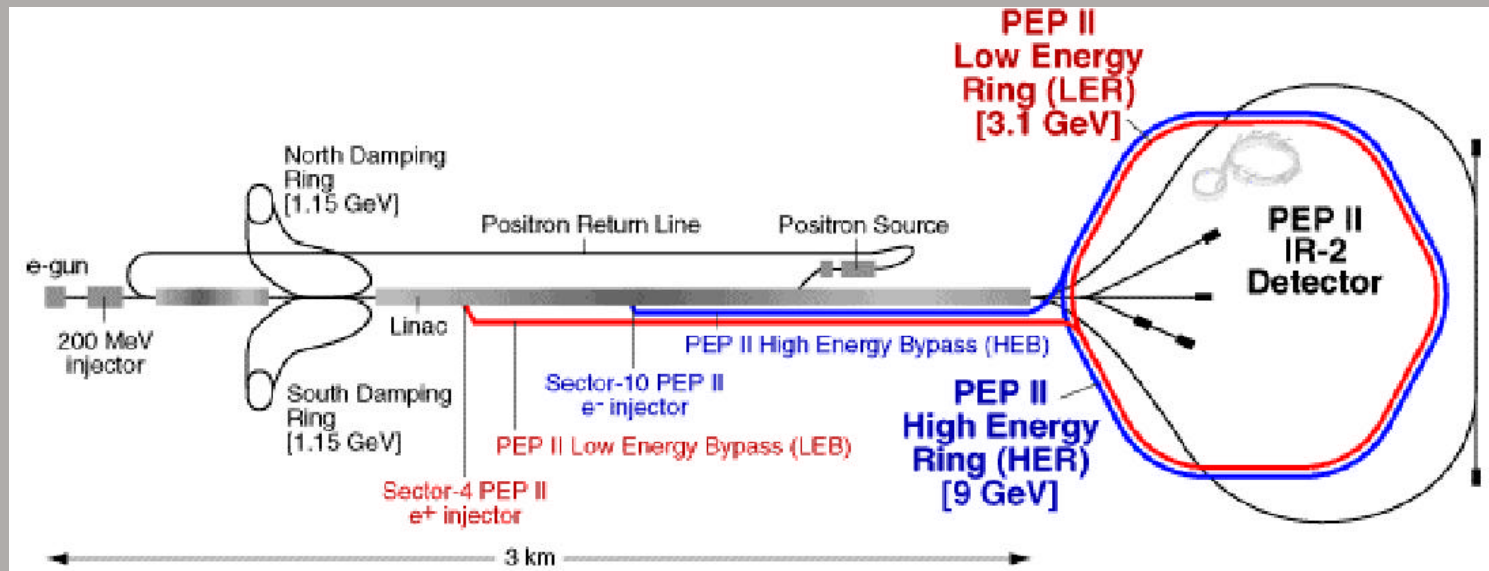 PEP II
Low Energy
Ring (LER)
[3.1 GeV]
North Damping
Ring
[1.15 GeV]
Positron Return Line
Positron Source
e-gun
PEP II
IR-2
Detector
200 MeV
injector
Linac
PEP II High Energy Bypass (HEB)
South Damping
Ring
[1.15 GeV]
Sector-10 PEP II
e- injector
PEP II Low Energy Bypass (LEB)
PEP II
High Energy
Ring (HER)
[9 GeV]
Sector-4 PEP II
e+ injector
3 km